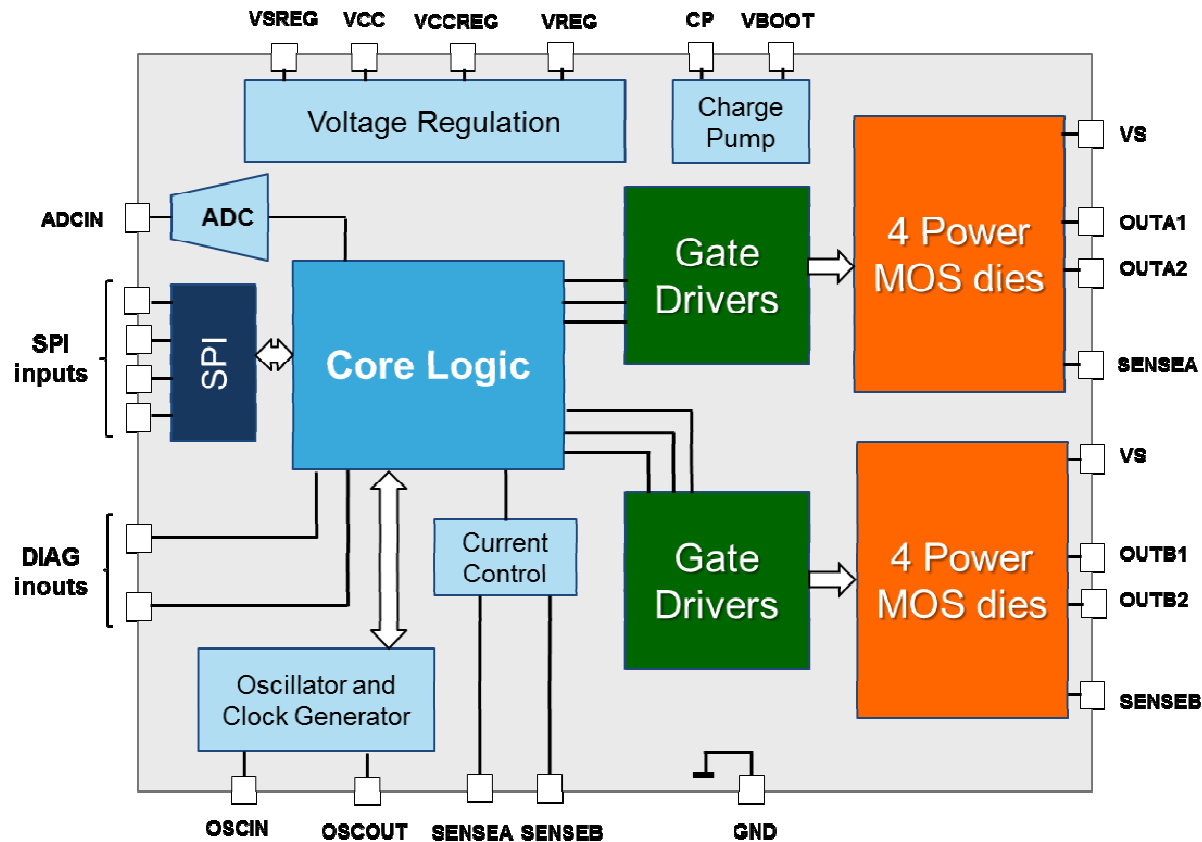 VSREG VCC VCCREG VREG CP VBOOT
Voltage Regulation
Charge
Pump
VS
ADCIN
ADC
OUTA1
OUTA2
Gate
Drivers
4 Power
MOS dies
SPI
inputs
SPI
Core Logic
SENSEA
VS
DIAG
inouts
Current
Control
Gate
Drivers
4 Power
MOS dies
OUTB1
OUTB2
Oscillator and
Clock Generator
SENSEB
OSCIN OSCOUT SENSEA SENSEB GND